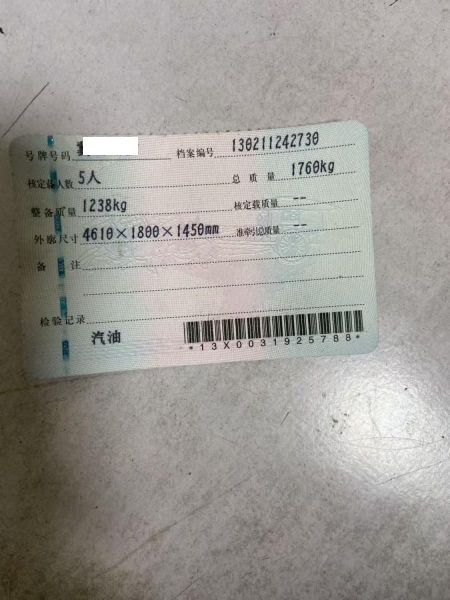 号牌号码 档案编号 130211242730
核定载人数 5人 总质量 1760kg
整备质量 1238kg 核定载质量 --
外廓尺寸 4610×1800×1450mm 准牵引总质量 --
备注
检验记录
汽油
*13X0031925788*